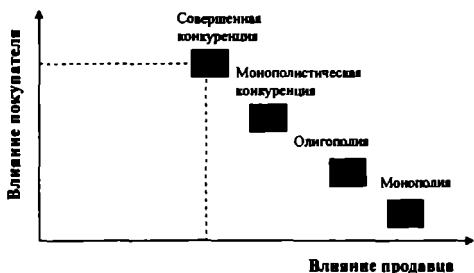 Совершенная
конкуренция
Монополистическая
конкуренция
Олигополия
Монополия
Влияние покупателя
Влияние продавца